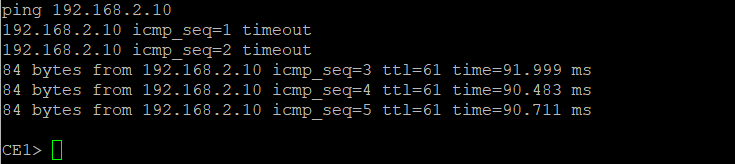 ping 192.168.2.10
192.168.2.10 icmp_seq=1 timeout
192.168.2.10 icmp_seq=2 timeout
84 bytes from 192.168.2.10 icmp_seq=3 ttl=61 time=91.999 ms
84 bytes from 192.168.2.10 icmp_seq=4 ttl=61 time=90.483 ms
84 bytes from 192.168.2.10 icmp_seq=5 ttl=61 time=90.711 ms
CE1>